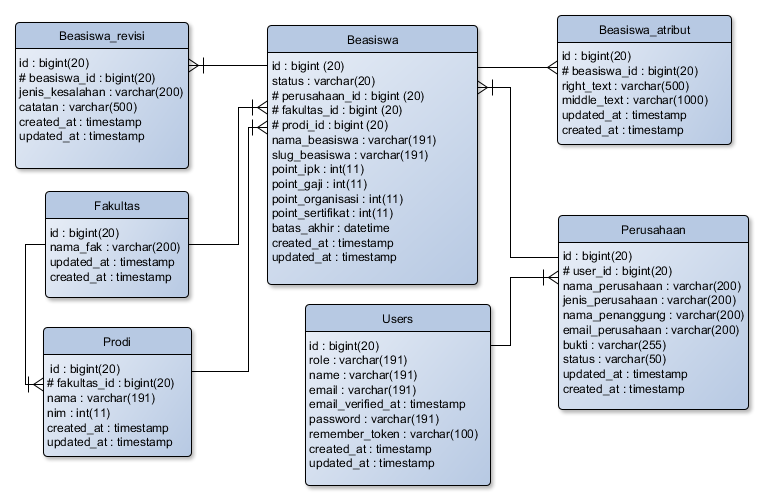 Beasiswa_revisi
id : bigint(20)
# beasiswa_id : bigint(20)
jenis_kesalahan : varchar(200)
catatan : varchar(500)
created_at : timestamp
updated_at : timestamp
Beasiswa
id : bigint (20)
status : varchar(20)
# perusahaan_id : bigint (20)
# fakultas_id : bigint (20)
# prodi_id : bigint (20)
nama_beasiswa : varchar(191)
slug_beasiswa : varchar(191)
point_ipk : int(11)
point_gaji : int(11)
point_organisasi : int(11)
point_sertifikat : int(11)
batas_akhir : datetime
created_at : timestamp
updated_at : timestamp
Beasiswa_atribut
id : bigint(20)
# beasiswa_id : bigint(20)
right_text : varchar(500)
middle_text : varchar(1000)
updated_at : timestamp
created_at : timestamp
Fakultas
id : bigint(20)
nama_fak : varchar(200)
updated_at : timestamp
created_at : timestamp
Perusahaan
id : bigint(20)
# user_id : bigint(20)
nama_perusahaan : varchar(200)
jenis_perusahaan : varchar(200)
nama_penanggung : varchar(200)
email_perusahaan : varchar(200)
bukti : varchar(255)
status : varchar(50)
updated_at : timestamp
created_at : timestamp
Prodi
id : bigint(20)
# fakultas_id : bigint(20)
nama : varchar(191)
nim : int(11)
created_at : timestamp
updated_at : timestamp
Users
id : bigint(20)
role : varchar(191)
name : varchar(191)
email : varchar(191)
email_verified_at : timestamp
password : varchar(191)
remember_token : varchar(100)
created_at : timestamp
updated_at : timestamp